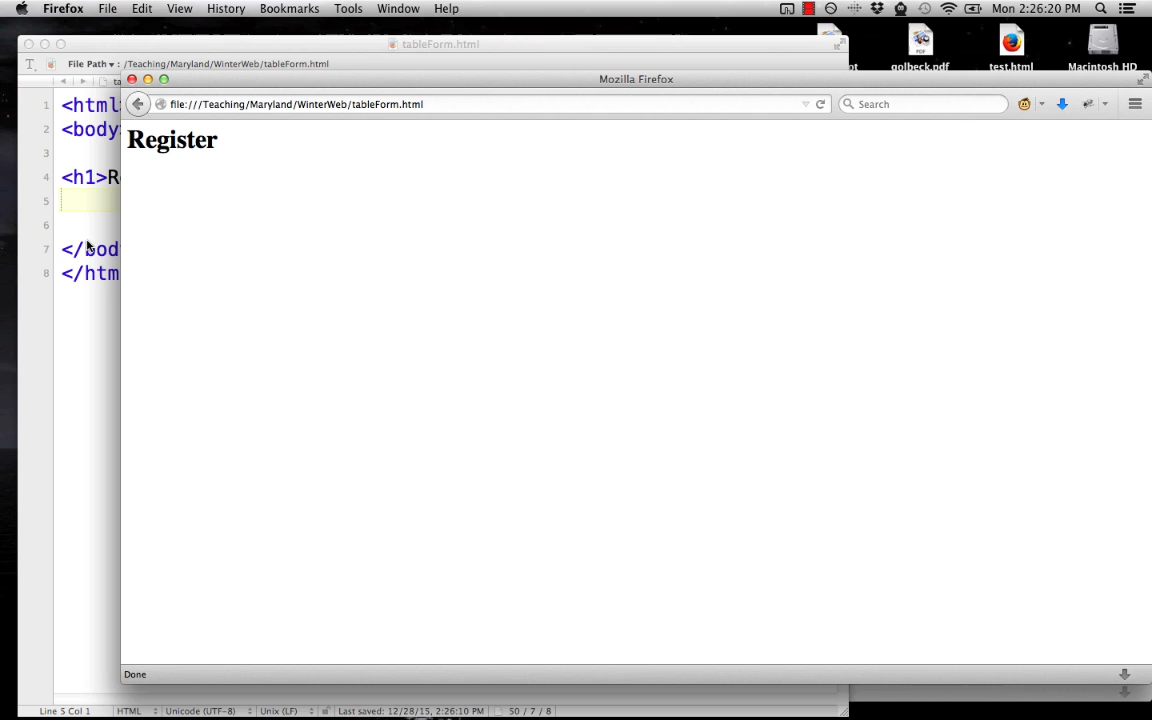 Firefox File Edit View History Bookmarks Tools Window Help Mon 2:26:20 PM
tableForm.html
golbeck.pdf test.html Macintosh HD
File Path ▾ : /Teaching/Maryland/WinterWeb/tableForm.html
Mozilla Firefox
file:///Teaching/Maryland/WinterWeb/tableForm.html Search
Register
1 <html>
2 <body
3
4 <h1>R
5
6
7 </body
8 </htm
Done
Line 5 Col 1 HTML Unicode (UTF-8) Unix (LF) Last saved: 12/28/15, 2:26:10 PM 50 / 7 / 8